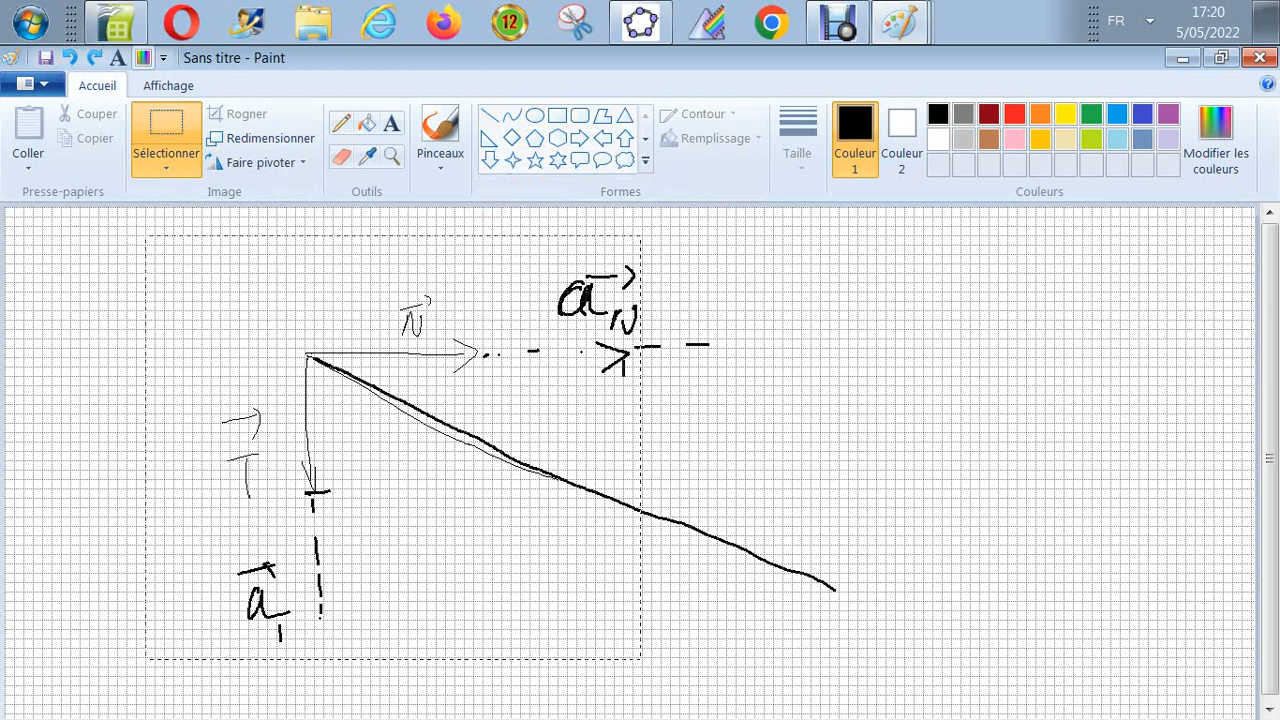 12
FR
17:20
5/05/2022
Sans titre - Paint
Accueil
Affichage
Coller
Couper
Copier
Presse-papiers
Sélectionner
Rogner
Redimensionner
Faire pivoter
Image
Outils
Pinceaux
Contour
Remplissage
Formes
Taille
Couleur 1
Couleur 2
Modifier les couleurs
Couleurs
N
a N
T
a